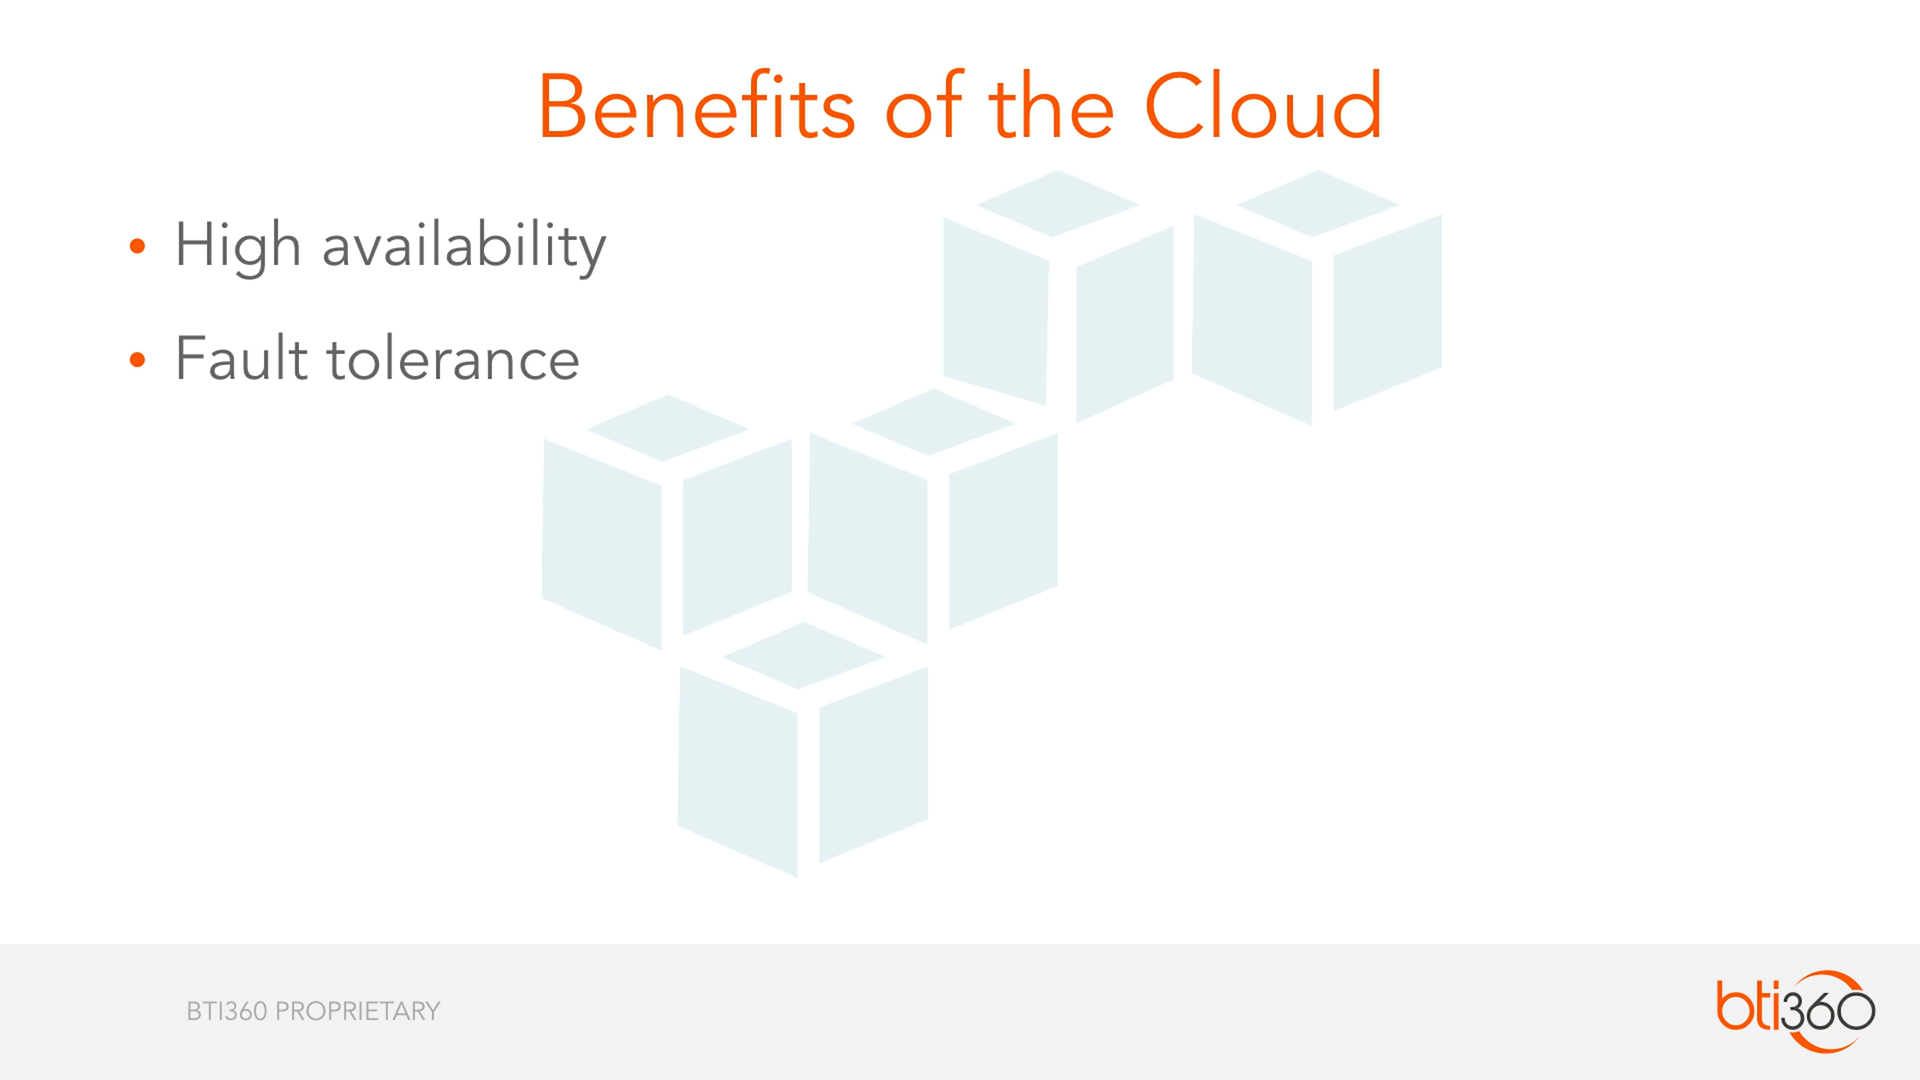 Benefits of the Cloud
• High availability
• Fault tolerance
BTI360 PROPRIETARY
bti360